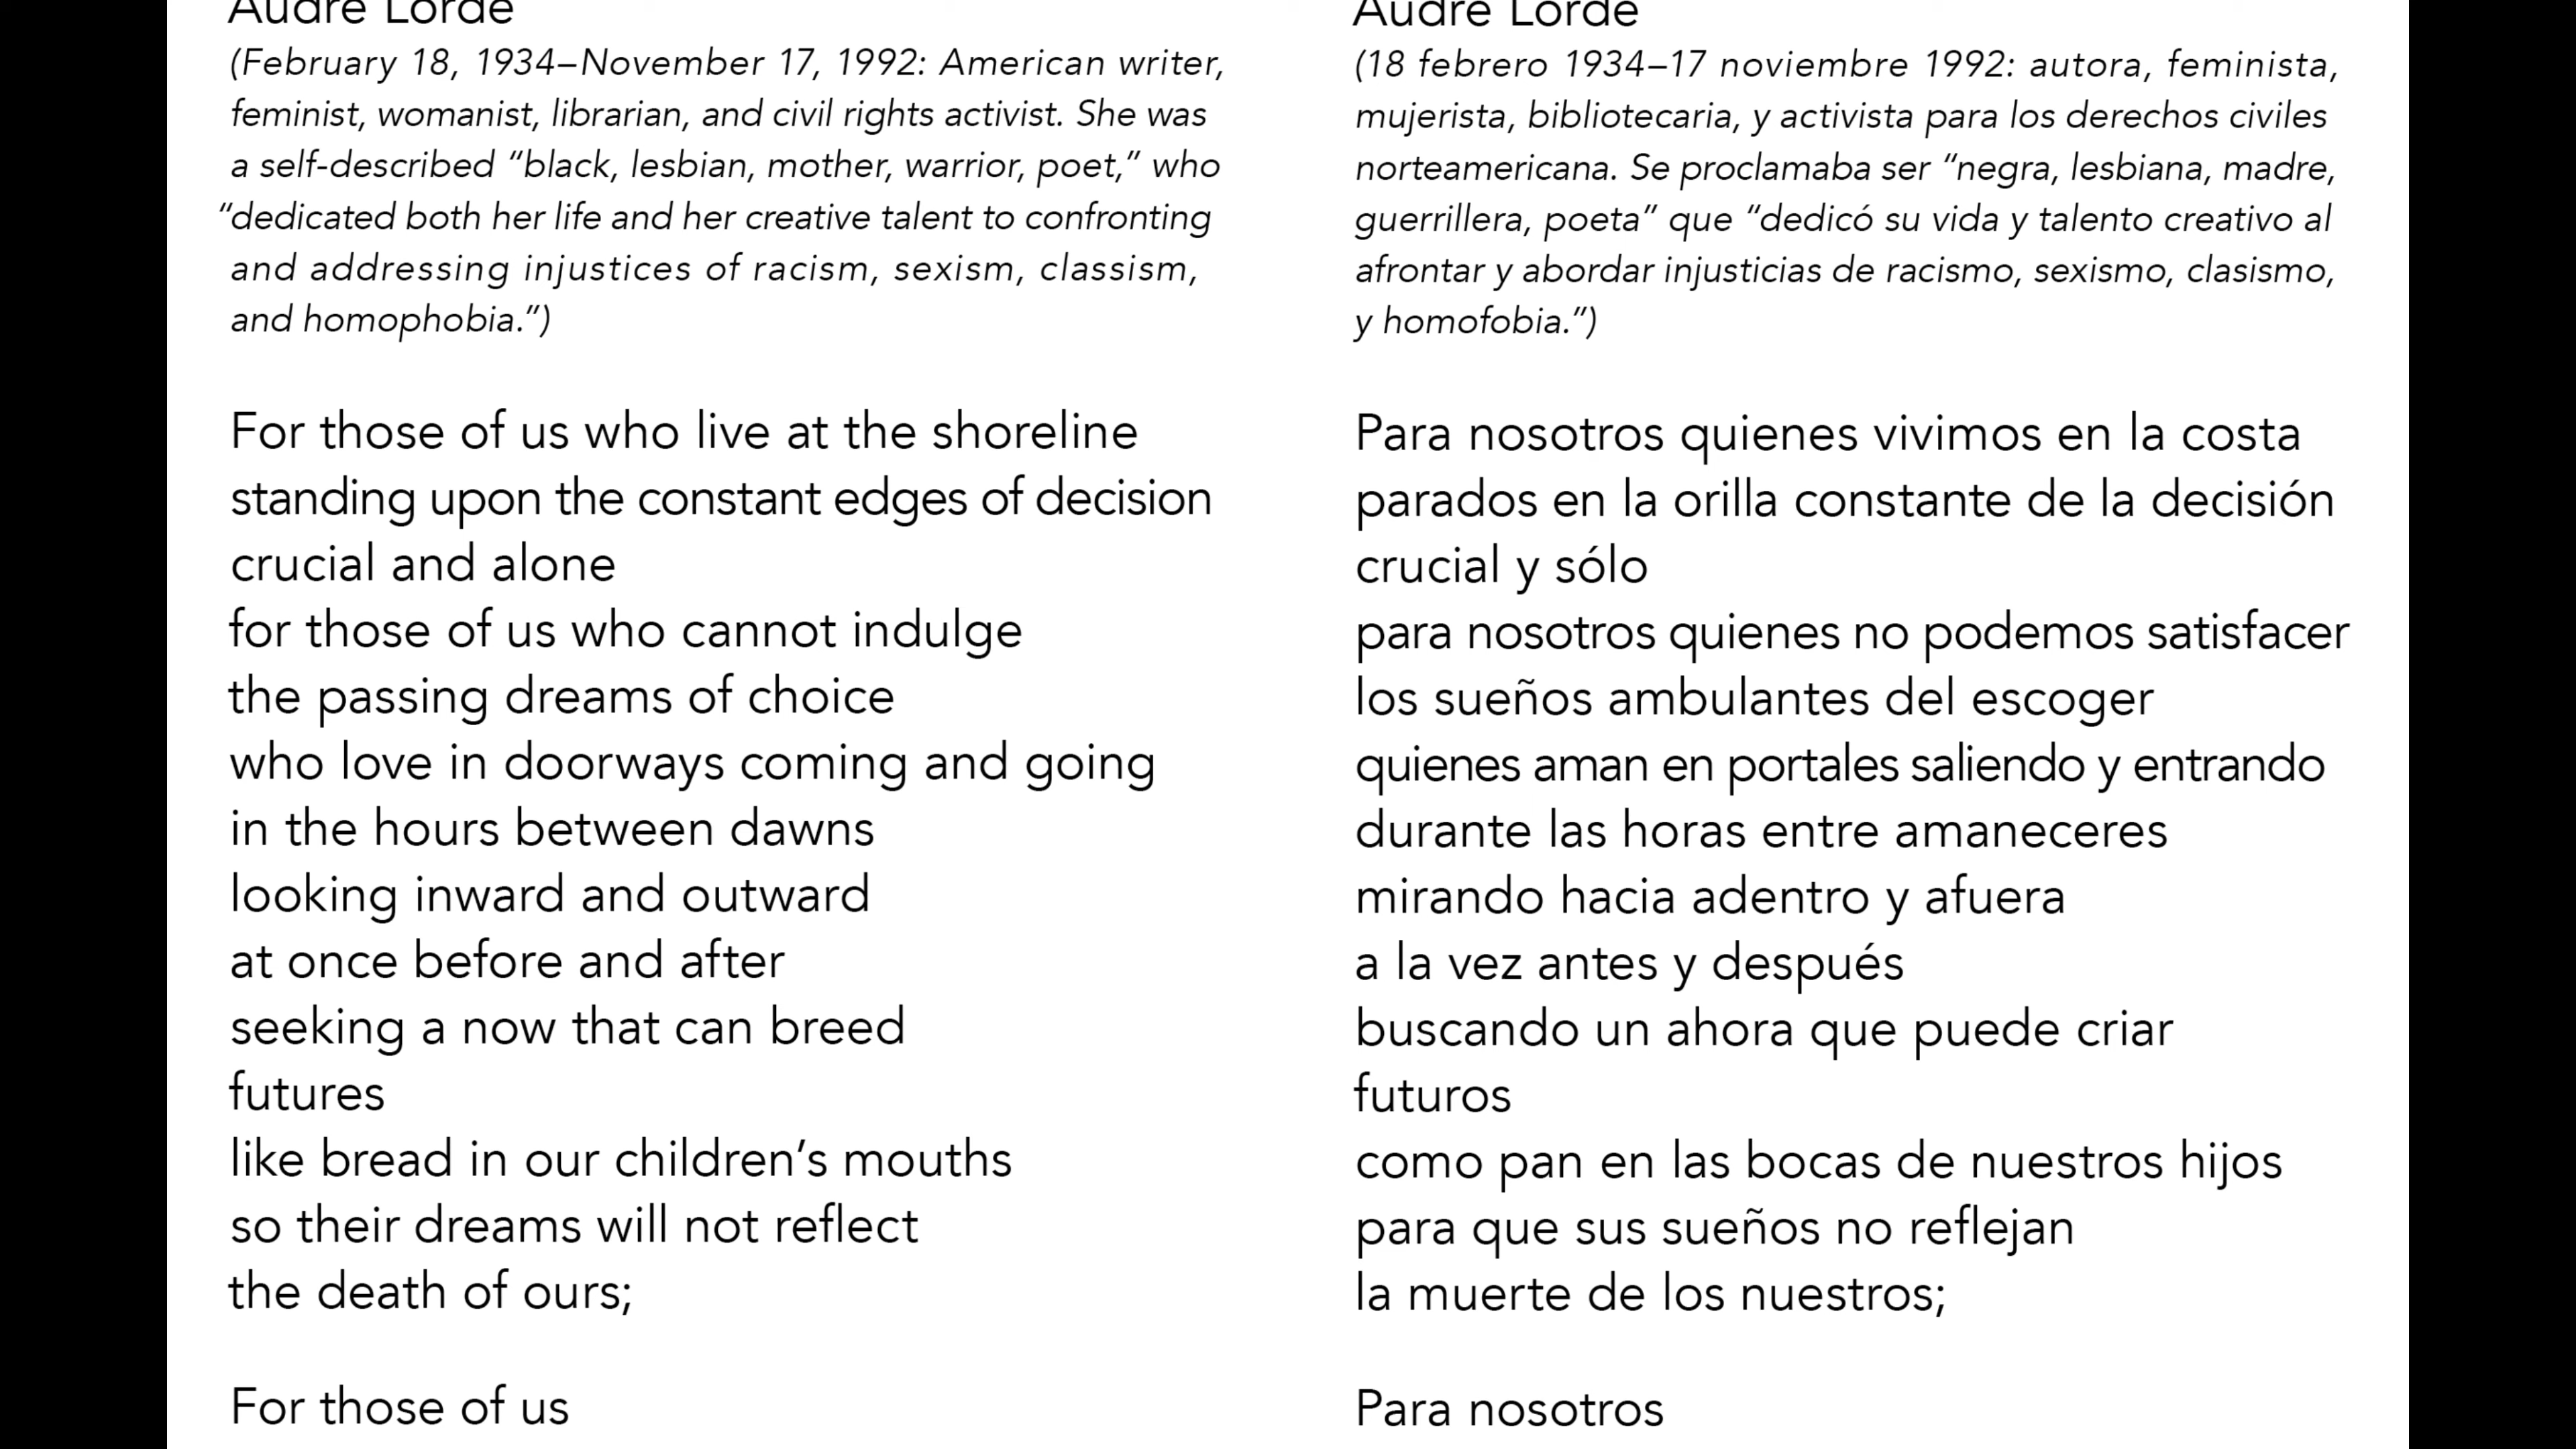 Audre Lorde
(February 18, 1934–November 17, 1992: American writer,
feminist, womanist, librarian, and civil rights activist. She was
a self-described “black, lesbian, mother, warrior, poet,” who
“dedicated both her life and her creative talent to confronting
and addressing injustices of racism, sexism, classism,
and homophobia.”)
For those of us who live at the shoreline
standing upon the constant edges of decision
crucial and alone
for those of us who cannot indulge
the passing dreams of choice
who love in doorways coming and going
in the hours between dawns
looking inward and outward
at once before and after
seeking a now that can breed
futures
like bread in our children’s mouths
so their dreams will not reflect
the death of ours;
For those of us
Audre Lorde
(18 febrero 1934–17 noviembre 1992: autora, feminista,
mujerista, bibliotecaria, y activista para los derechos civiles
norteamericana. Se proclamaba ser “negra, lesbiana, madre,
guerrillera, poeta” que “dedicó su vida y talento creativo al
afrontar y abordar injusticias de racismo, sexismo, clasismo,
y homofobia.”)
Para nosotros quienes vivimos en la costa
parados en la orilla constante de la decisión
crucial y sólo
para nosotros quienes no podemos satisfacer
los sueños ambulantes del escoger
quienes aman en portales saliendo y entrando
durante las horas entre amaneceres
mirando hacia adentro y afuera
a la vez antes y después
buscando un ahora que puede criar
futuros
como pan en las bocas de nuestros hijos
para que sus sueños no reflejan
la muerte de los nuestros;
Para nosotros